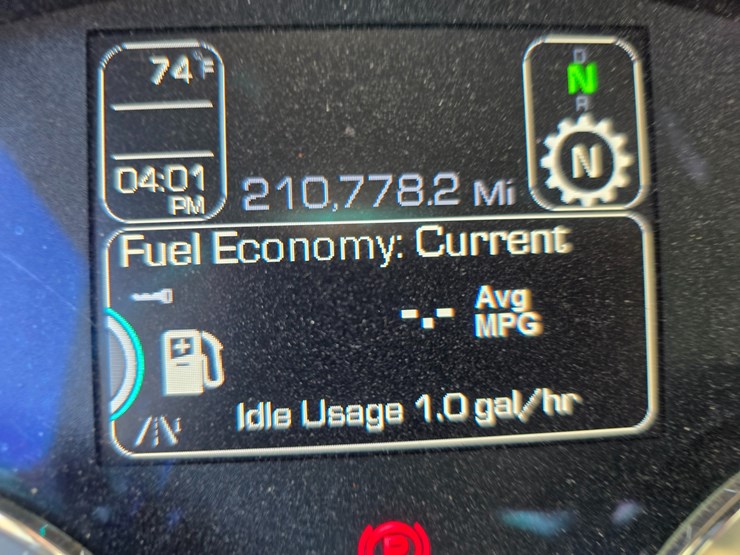 74°F
04:01
PM
210,778.2 Mi
D
N
R
N
Fuel Economy: Current
-.- Avg
MPG
Idle Usage 1.0 gal/hr
P